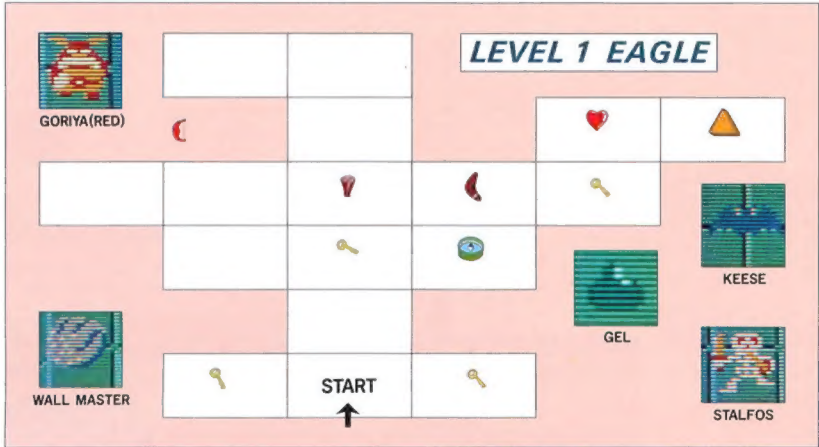 LEVEL 1 EAGLE
GORIYA(RED)
KEESE
GEL
WALL MASTER
START
STALFOS